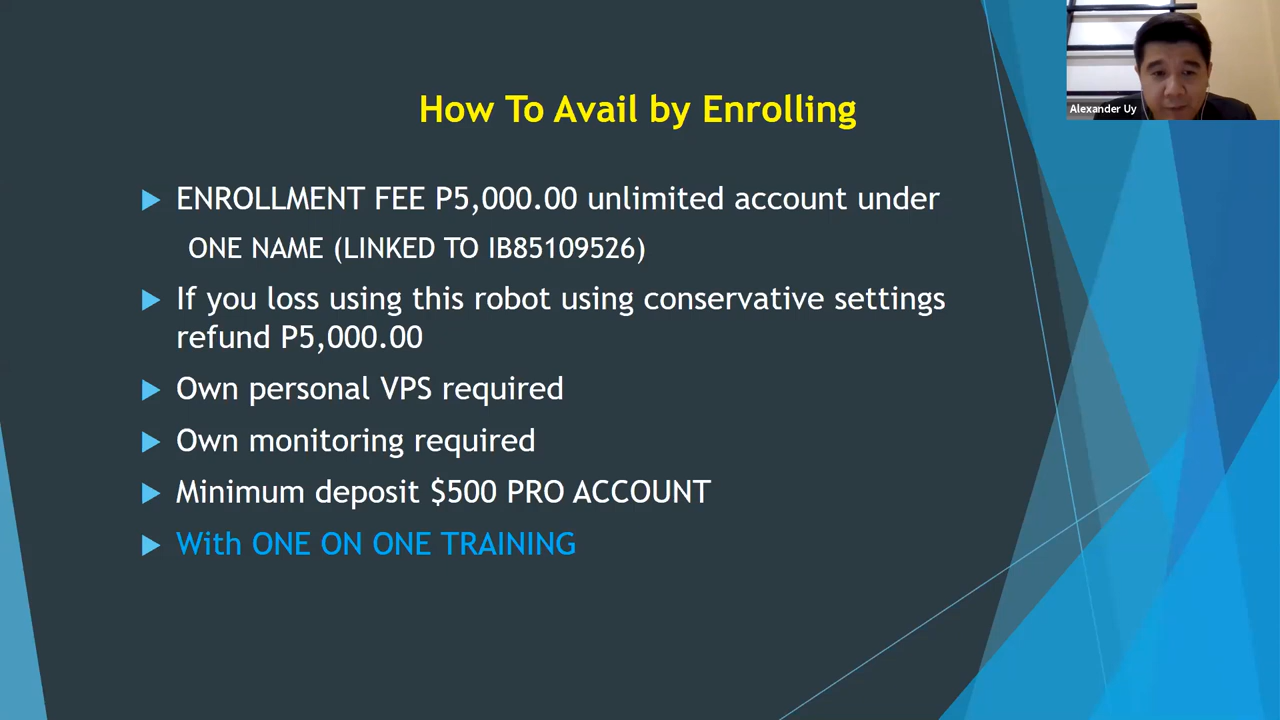 Alexander Uy
How To Avail by Enrolling
ENROLLMENT FEE P5,000.00 unlimited account under
ONE NAME (LINKED TO IB85109526)
If you loss using this robot using conservative settings
refund P5,000.00
Own personal VPS required
Own monitoring required
Minimum deposit $500 PRO ACCOUNT
With ONE ON ONE TRAINING